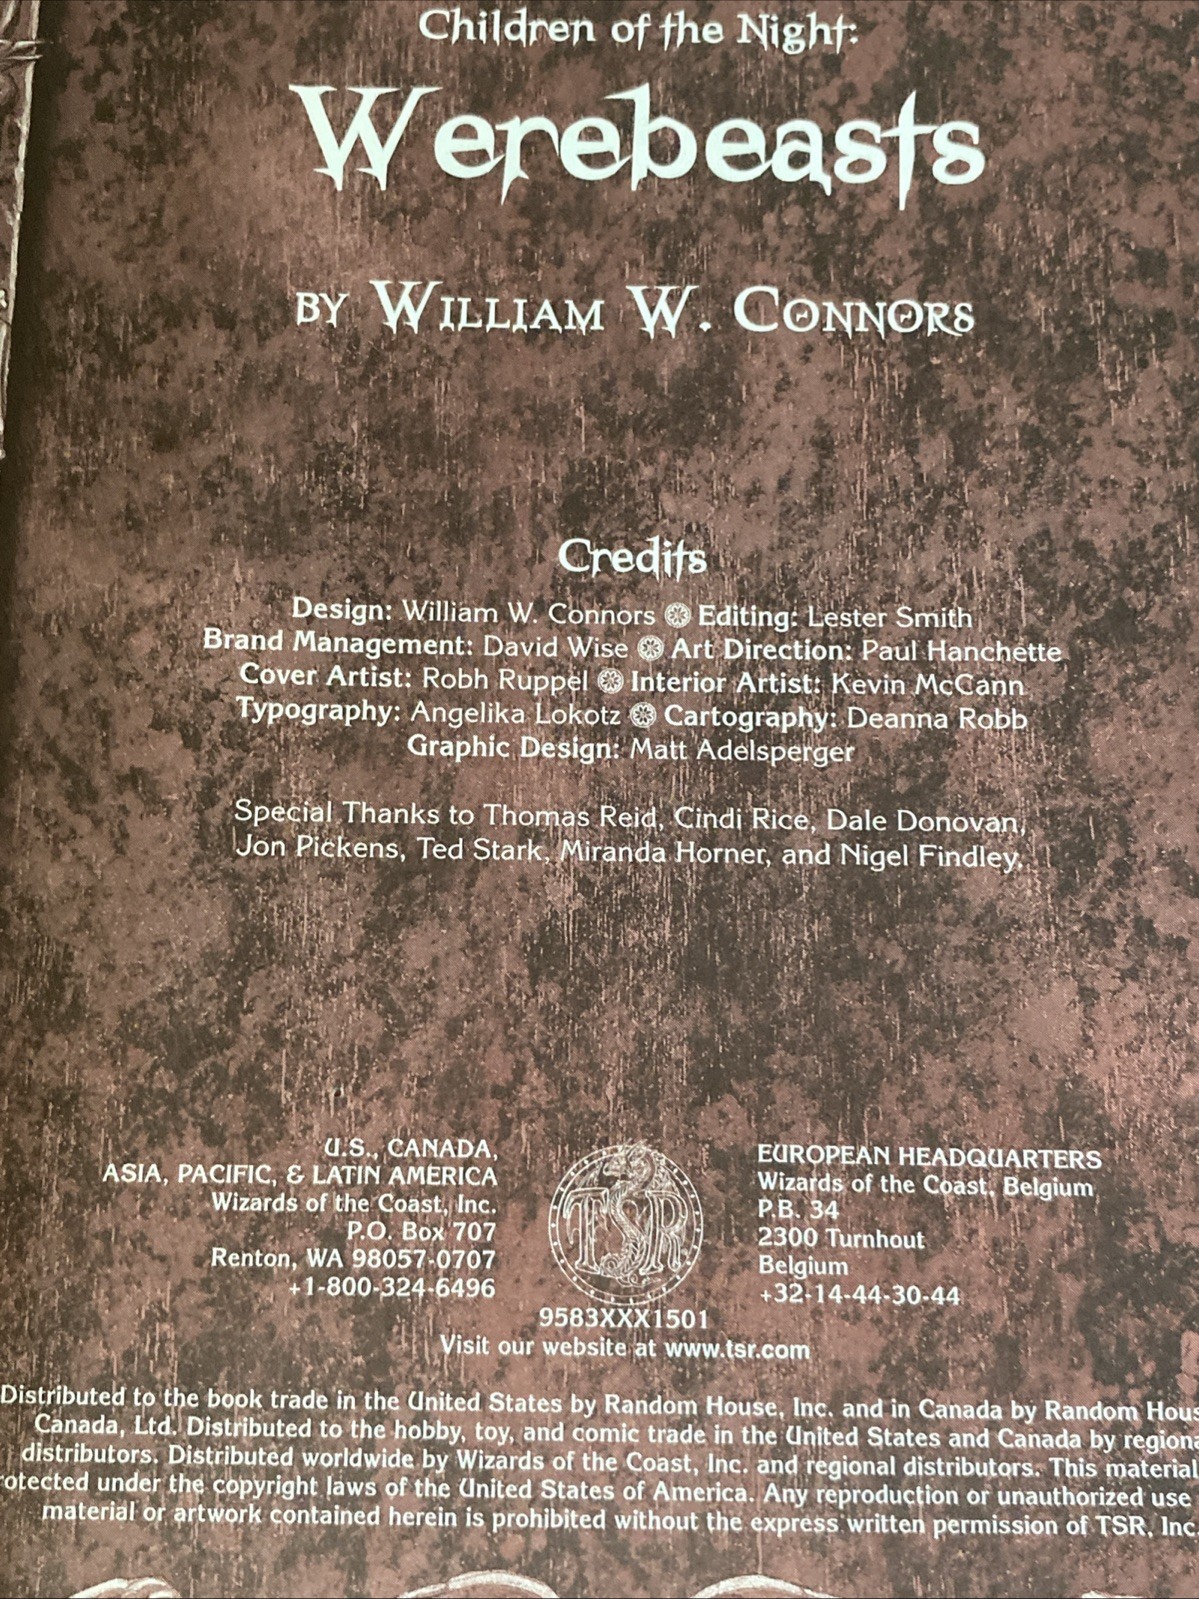 Children of the Night:
Werebeasts
BY WILLIAM W. CONNORS
Credits
Design: William W. Connors Editing: Lester Smith
Brand Management: David Wise Art Direction: Paul Hanchette
Cover Artist: Robh Ruppel Interior Artist: Kevin McCann
Typography: Angelika Lokotz Cartography: Deanna Robb
Graphic Design: Matt Adelsperger
Special Thanks to Thomas Reid, Cindi Rice, Dale Donovan,
Jon Pickens, Ted Stark, Miranda Horner, and Nigel Findley.
U.S., CANADA,
ASIA, PACIFIC, & LATIN AMERICA
Wizards of the Coast, Inc.
P.O. Box 707
Renton, WA 98057-0707
+1-800-324-6496
TSR
EUROPEAN HEADQUARTERS
Wizards of the Coast, Belgium
P.B. 34
2300 Turnhout
Belgium
+32-14-44-30-44
9583XXX1501
Visit our website at www.tsr.com
Distributed to the book trade in the United States by Random House, Inc. and in Canada by Random Hous
Canada, Ltd. Distributed to the hobby, toy, and comic trade in the United States and Canada by regiona
distributors. Distributed worldwide by Wizards of the Coast, Inc. and regional distributors. This material
otected under the copyright laws of the United States of America. Any reproduction or unauthorized use
material or artwork contained herein is prohibited without the express written permission of TSR, Inc